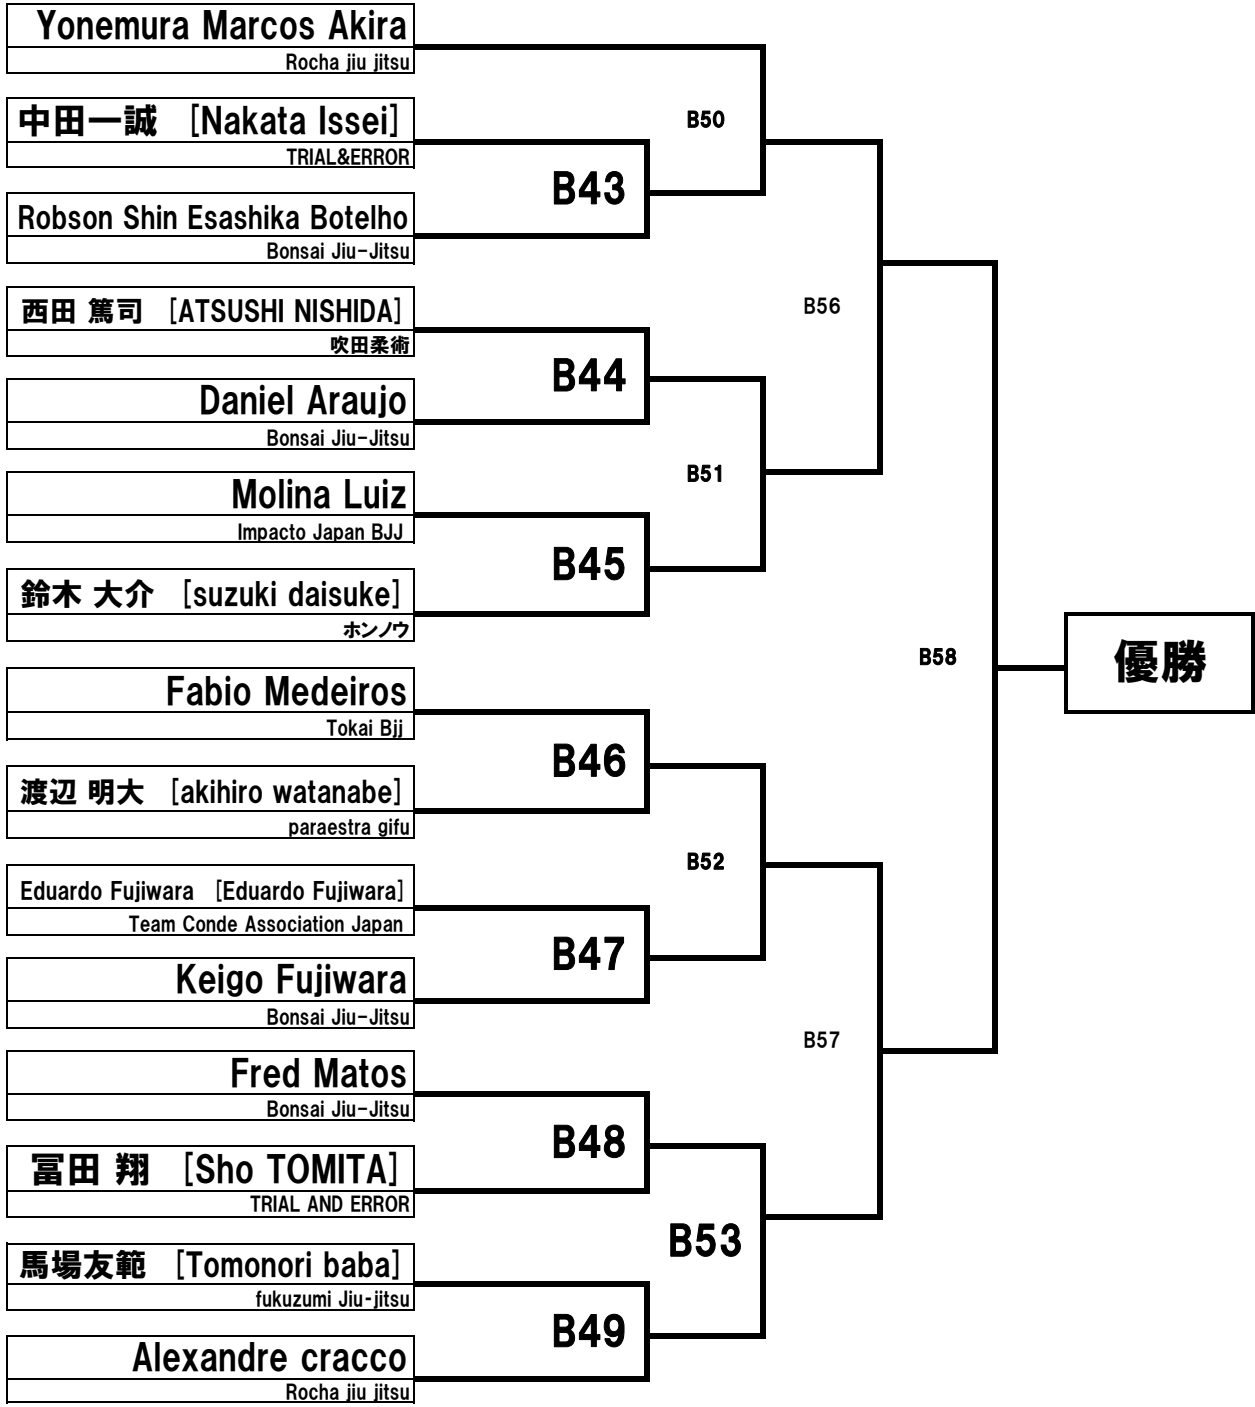 Yonemura Marcos Akira
Rocha jiu jitsu
中田一誠 [Nakata Issei]
TRIAL&ERROR
B50
B43
Robson Shin Esashika Botelho
Bonsai Jiu-Jitsu
西田 篤司 [ATSUSHI NISHIDA]
吹田柔術
B56
B44
Daniel Araujo
Bonsai Jiu-Jitsu
Molina Luiz
Impacto Japan BJJ
B51
B45
鈴木 大介 [suzuki daisuke]
ホンノウ
B58
優勝
Fabio Medeiros
Tokai Bjj
B46
渡辺 明大 [akihiro watanabe]
paraestra gifu
B52
Eduardo Fujiwara [Eduardo Fujiwara]
Team Conde Association Japan
B47
Keigo Fujiwara
Bonsai Jiu-Jitsu
B57
Fred Matos
Bonsai Jiu-Jitsu
B48
冨田 翔 [Sho TOMITA]
TRIAL AND ERROR
B53
馬場友範 [Tomonori baba]
fukuzumi Jiu-jitsu
B49
Alexandre cracco
Rocha jiu jitsu